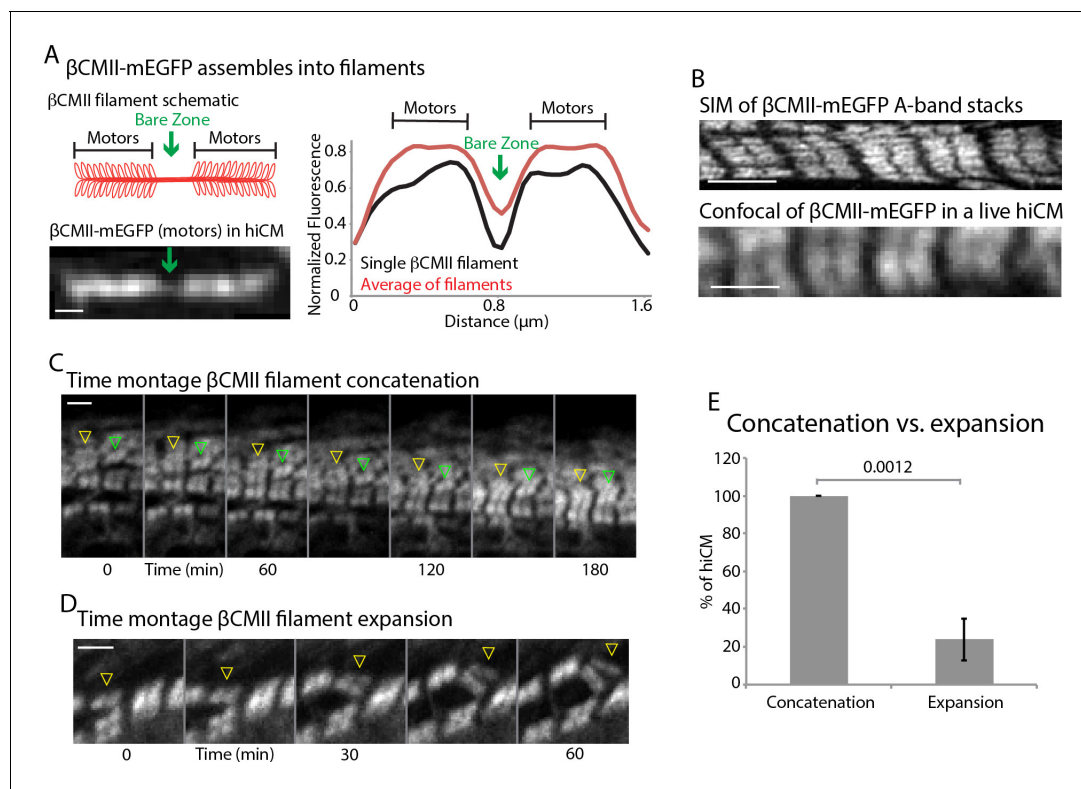 A
βCMII-mEGFP assembles into filaments
βCMII filament schematic
Bare Zone
Motors
Motors
βCMII-mEGFP (motors) in hiCM
Motors
Motors
Bare Zone
Normalized Fluorescence
0.8
0.6
0.4
0.2
0
Single βCMII filament
Average of filaments
0
0.8
1.6
Distance (μm)
B
SIM of βCMII-mEGFP A-band stacks
Confocal of βCMII-mEGFP in a live hiCM
C
Time montage βCMII filament concatenation
0
Time (min)
60
120
180
D
Time montage βCMII filament expansion
0
Time (min)
30
60
E
Concatenation vs. expansion
% of hiCM
120
100
80
60
40
20
0
0.0012
Concatenation
Expansion